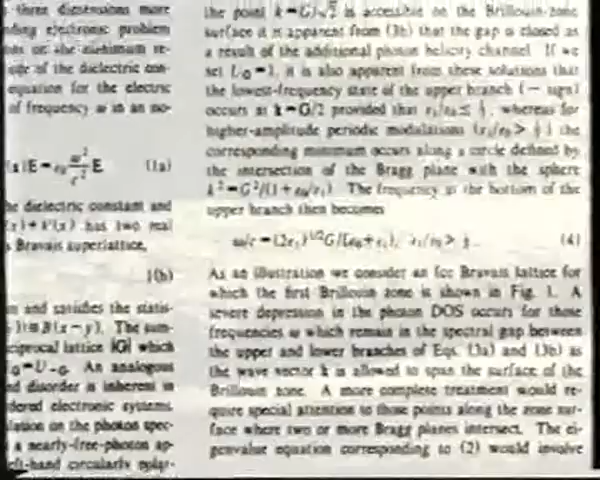 three dimensions more
electronic problem
of the dielectric con-
equation for the electric
of frequency ω in an no-
(1a)
he dielectric constant and
has two real
Bravais superlattice,
1(b)
and satisfies the statis-
The sum-
ciprocal lattice {G} which
An analogous
d disorder is inherent in
dered electronic systems
on the photon spec-
a nearly-free-photon ap-
eft-hand circularly polar-
the point k=G/√2 is accessible on the Brillouin-zone
surface it is apparent from (3b) that the gap is closed as
a result of the additional photon helicity channel. If we
set it is also apparent from these solutions that
the lowest-frequency state of the upper branch (− sign)
occurs at k=G/2 provided that whereas for
higher-amplitude periodic modulations the
corresponding minimum occurs along a circle defined by
the intersection of the Bragg plane with the sphere
The frequency at the bottom of the
upper branch then becomes
(4)
As an illustration we consider an fcc Bravais lattice for
which the first Brillouin zone is shown in Fig. 1. A
severe depression in the photon DOS occurs for those
frequencies ω which remain in the spectral gap between
the upper and lower branches of Eqs. (3a) and (3b) as
the wave vector k is allowed to span the surface of the
Brillouin zone. A more complete treatment would re-
quire special attention to those points along the zone sur-
face where two or more Bragg planes intersect. The ei-
genvalue equation corresponding to (2) would involve